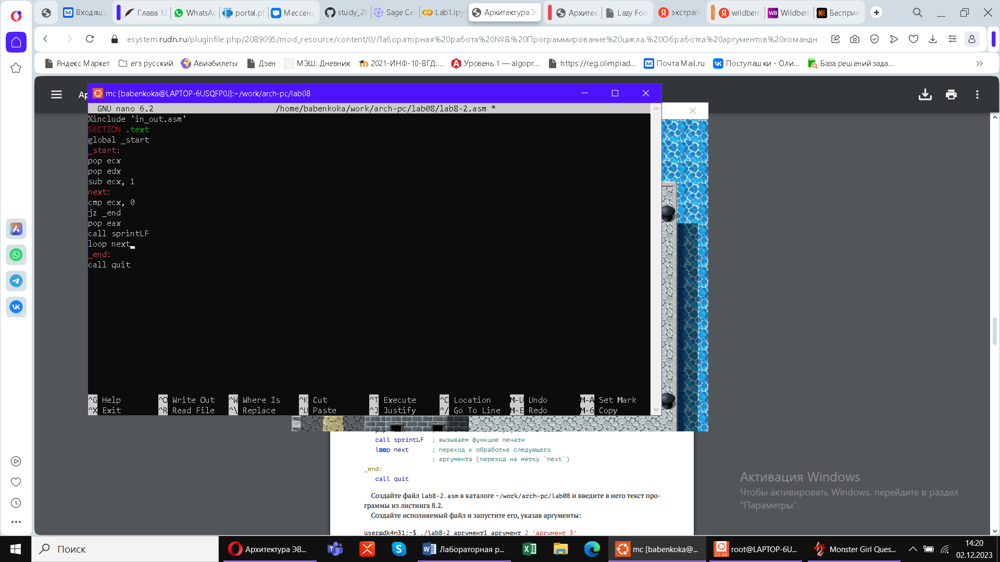 Входящи
Глава 13
WhatsAp
portal.pf
Мессенд
study_20
Sage Cel
Lab1.ipy
Архитектура Э
Архитек
Lazy Foo
экстрап
wildberri
Wildberr
Бесприн
esystem.rudn.ru/pluginfile.php/2089095/mod_resource/content/0/Лабораторная%20работа%20№8.%20Программирование%20цикла.%20Обработка%20аргументов%20командн
Яндекс Маркет
егэ русский
Авиабилеты
Дзен
МЭШ: Дневник
2021-ИНФ-10-ВГД:...
Уровень 1 — algopr...
https://reg.olimpiad...
Почта Mail.ru
Поступашки - Оли...
База решений зада...
Ар
mc [babenkoka@LAPTOP-6USQFP0J]:~/work/arch-pc/lab08
GNU nano 6.2 /home/babenkoka/work/arch-pc/lab08/lab8-2.asm *
%include 'in_out.asm'
SECTION .text
global _start
_start:
pop ecx
pop edx
sub ecx, 1
next:
cmp ecx, 0
jz _end
pop eax
call sprintLF
loop next
_end:
call quit
^G Help ^O Write Out ^W Where Is ^K Cut ^T Execute ^C Location M-U Undo M-A Set Mark
^X Exit ^R Read File ^\ Replace ^U Paste ^J Justify ^/ Go To Line M-E Redo M-6 Copy
call sprintLF ; вызываем функцию печати
loop next ; переход к обработке следующего
; аргумента (переход на метку `next`)
_end:
call quit
Создайте файл lab8-2.asm в каталоге ~/work/arch-pc/lab08 и введите в него текст про-
граммы из листинга 8.2.
Создайте исполняемый файл и запустите его, указав аргументы:
user@dk4n31:~$ ./lab8-2 аргумент1 аргумент 2 'аргумент 3'
Активация Windows
Чтобы активировать Windows, перейдите в раздел
"Параметры".
Поиск
Архитектура ЭВ...
Лабораторная р...
mc [babenkoka@...
root@LAPTOP-6U...
Monster Girl Ques...
14:20
02.12.2023